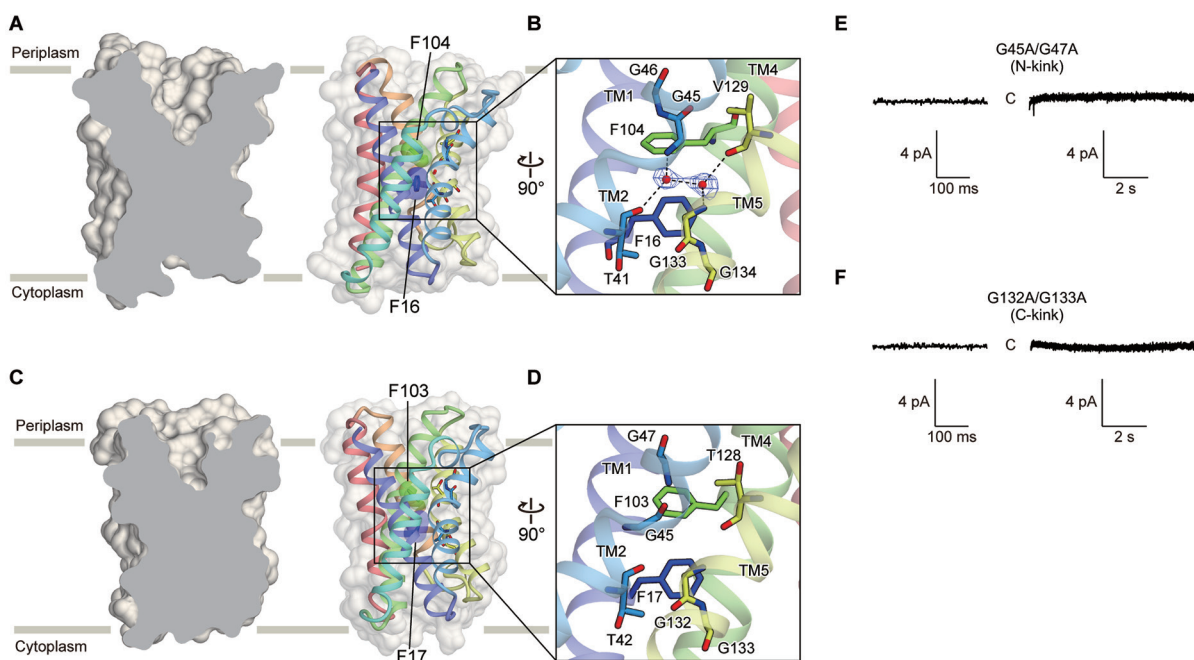 A
Periplasm
Cytoplasm
F104
F16
90°
B
G46
TM1
G45
TM4
V129
F104
TM2
TM5
F16
G133
T41
G134
C
Periplasm
Cytoplasm
F103
F17
90°
D
G47
TM4
TM1
T128
F103
G45
TM2
TM5
F17
G132
T42
G133
E
G45A/G47A
(N-kink)
C
4 pA
100 ms
4 pA
2 s
F
G132A/G133A
(C-kink)
C
4 pA
100 ms
4 pA
2 s